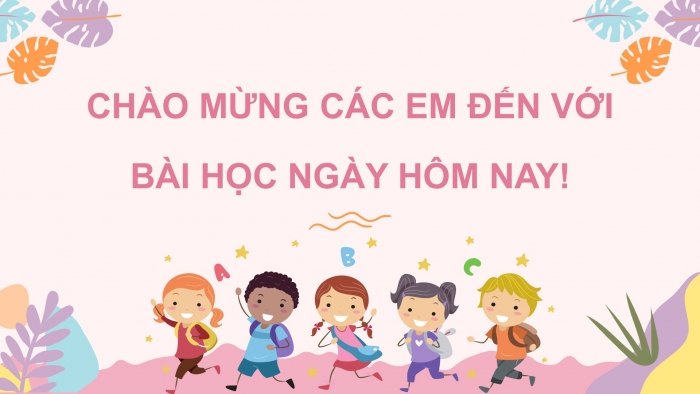 CHÀO MỪNG CÁC EM ĐẾN VỚI
BÀI HỌC NGÀY HÔM NAY!
A B C